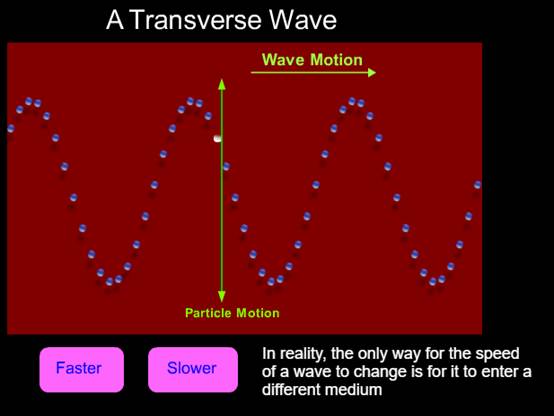 A Transverse Wave
Wave Motion
Particle Motion
Faster
Slower
In reality, the only way for the speed
of a wave to change is for it to enter a
different medium